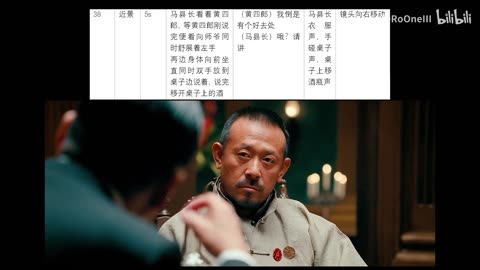 38
近景
5s
马县长看着黄四
郎，等黄四郎刚说
完便看向师爷同
时舒展着左手
再边身体向前坐
直同时双手放到
桌子边说着，说完
移开桌子上的酒
（黄四郎）我倒是
有个好去处
（马县长）哦？请
讲
马县长
衣服
声，手
碰桌子
声，桌
子上移
酒瓶声
镜头向右移动
RoOneIII
bilibili